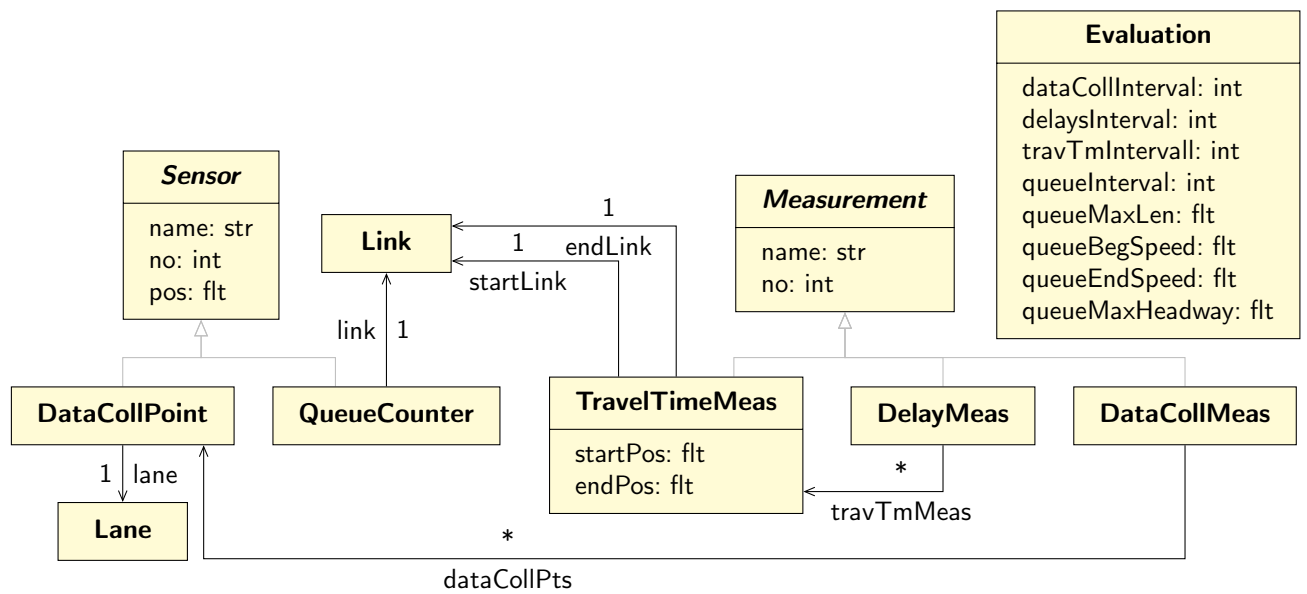 Evaluation
dataCollInterval: int
delaysInterval: int
travTmIntervall: int
queueInterval: int
queueMaxLen: flt
queueBegSpeed: flt
queueEndSpeed: flt
queueMaxHeadway: flt
Sensor
name: str
no: int
pos: flt
Link
1
endLink
1
startLink
Measurement
name: str
no: int
link
1
DataCollPoint
QueueCounter
TravelTimeMeas
startPos: flt
endPos: flt
DelayMeas
DataCollMeas
1
lane
Lane
*
travTmMeas
*
dataCollPts